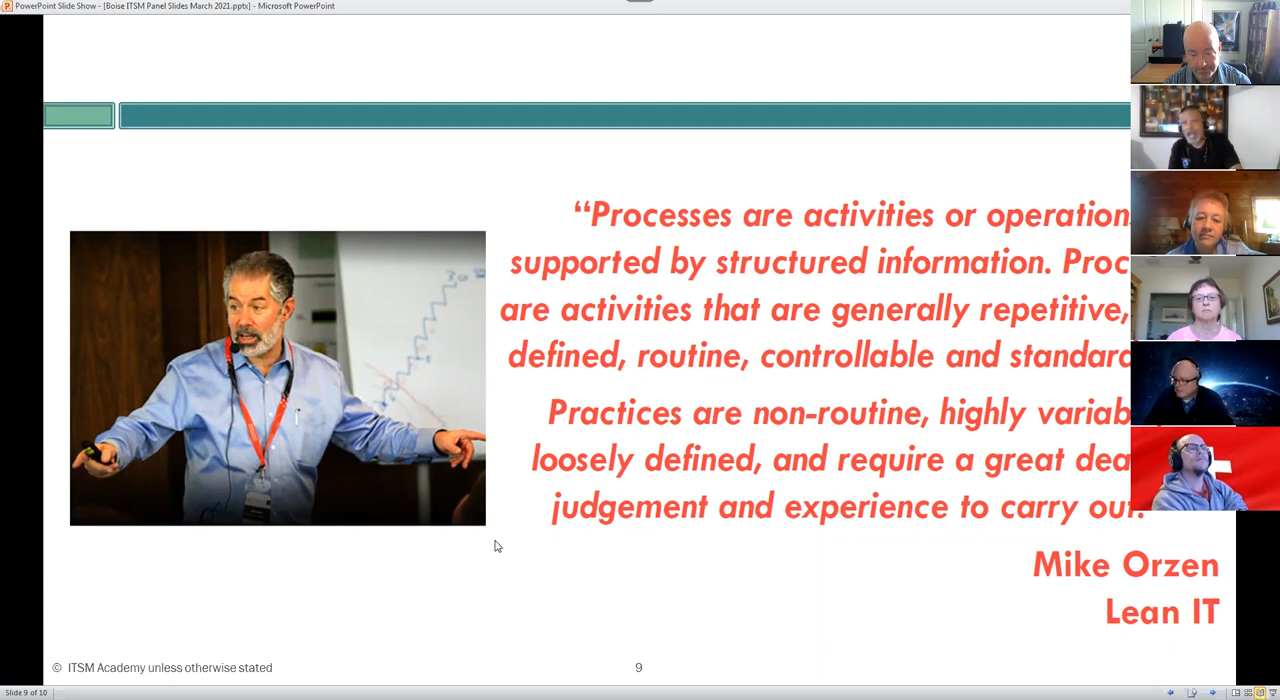 PowerPoint Slide Show - [Boise ITSM Panel Slides March 2021.pptx] - Microsoft PowerPoint
“Processes are activities or operation
supported by structured information. Proc
are activities that are generally repetitive,
defined, routine, controllable and standard
Practices are non-routine, highly variab
loosely defined, and require a great dea
judgement and experience to carry out.
Mike Orzen
Lean IT
© ITSM Academy unless otherwise stated
9
Slide 9 of 10